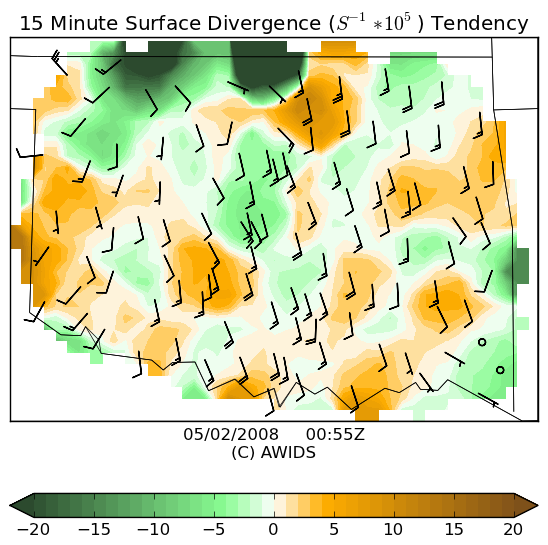 15 Minute Surface Divergence (S⁻¹ *10⁵ ) Tendency
05/02/2008 00:55Z
(C) AWIDS
−20 −15 −10 −5 0 5 10 15 20